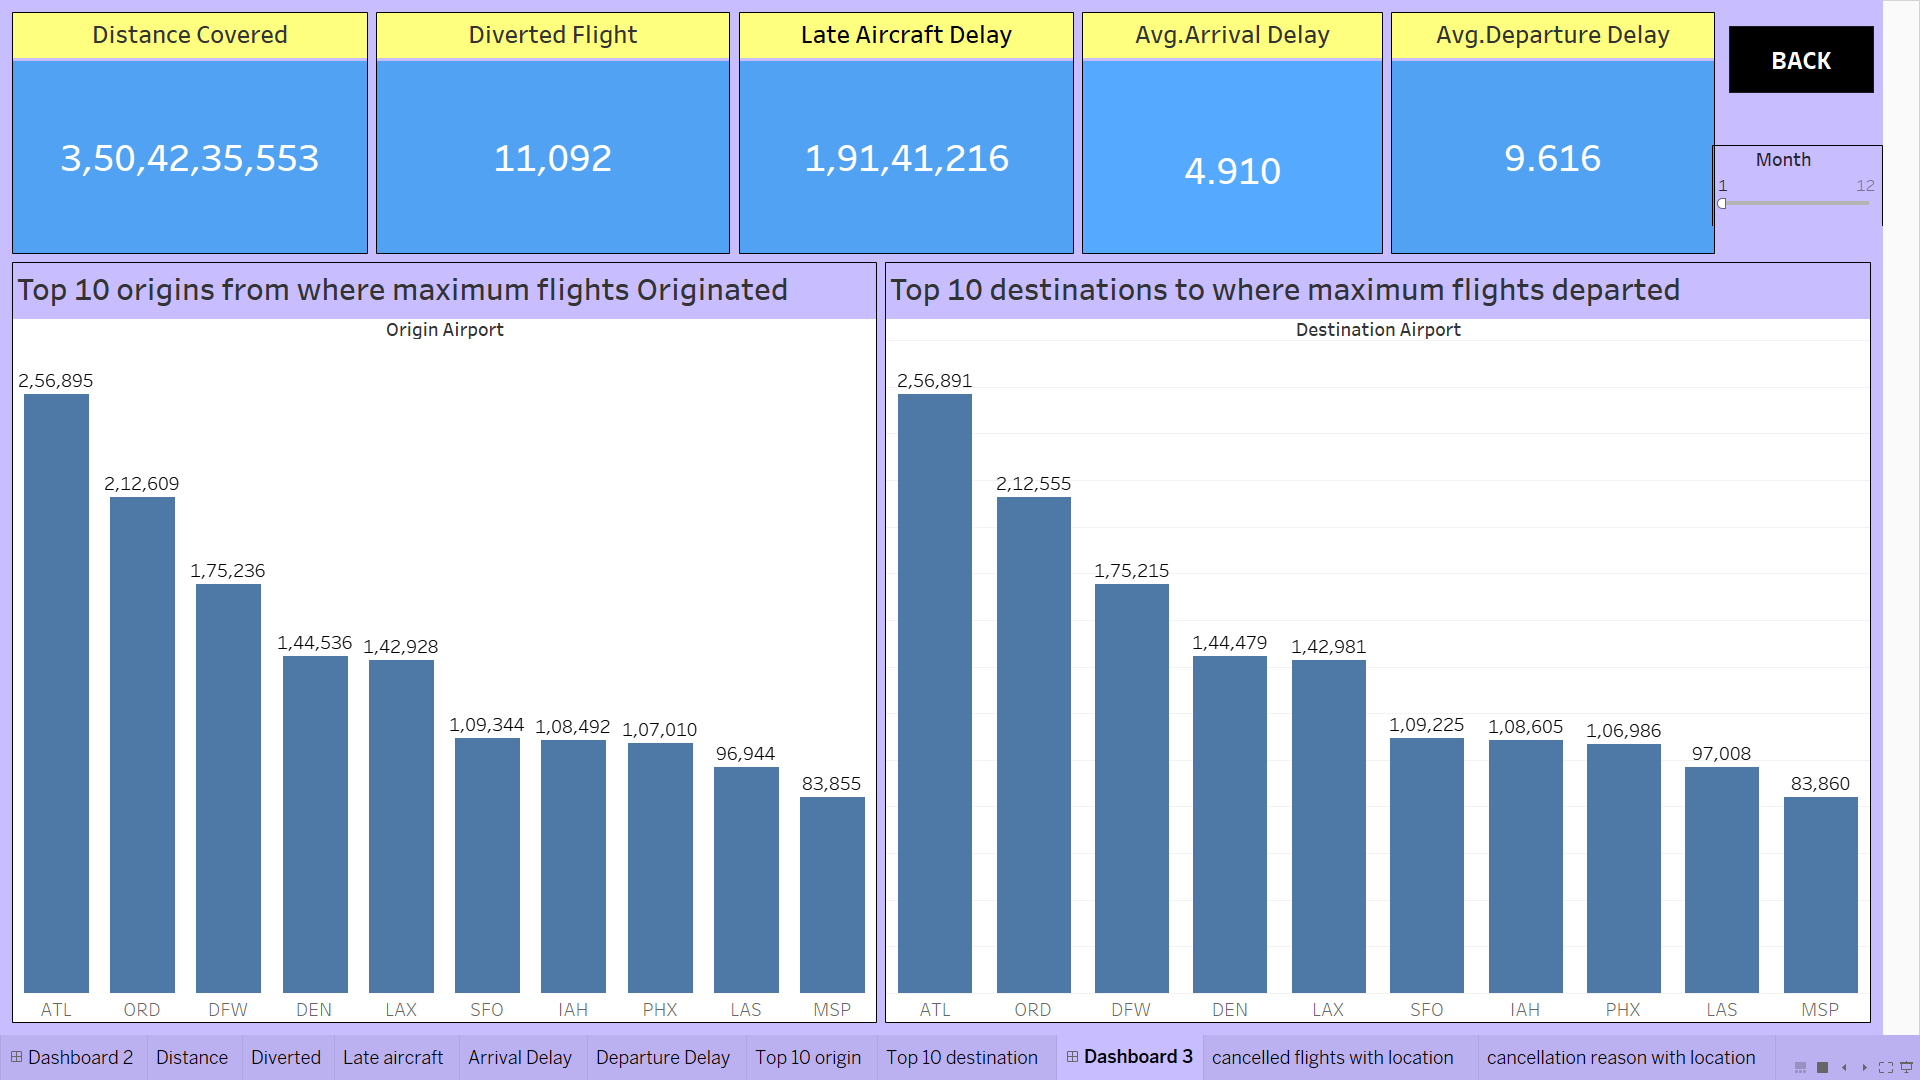 Distance Covered
3,50,42,35,553
Diverted Flight
11,092
Late Aircraft Delay
1,91,41,216
Avg.Arrival Delay
4.910
Avg.Departure Delay
9.616
BACK
Month
1 12
Top 10 origins from where maximum flights Originated
Origin Airport
2,56,895
2,12,609
1,75,236
1,44,536
1,42,928
1,09,344
1,08,492
1,07,010
96,944
83,855
ATL ORD DFW DEN LAX SFO IAH PHX LAS MSP
Top 10 destinations to where maximum flights departed
Destination Airport
2,56,891
2,12,555
1,75,215
1,44,479
1,42,981
1,09,225
1,08,605
1,06,986
97,008
83,860
ATL ORD DFW DEN LAX SFO IAH PHX LAS MSP
Dashboard 2 Distance Diverted Late aircraft Arrival Delay Departure Delay Top 10 origin Top 10 destination Dashboard 3 cancelled flights with location cancellation reason with location